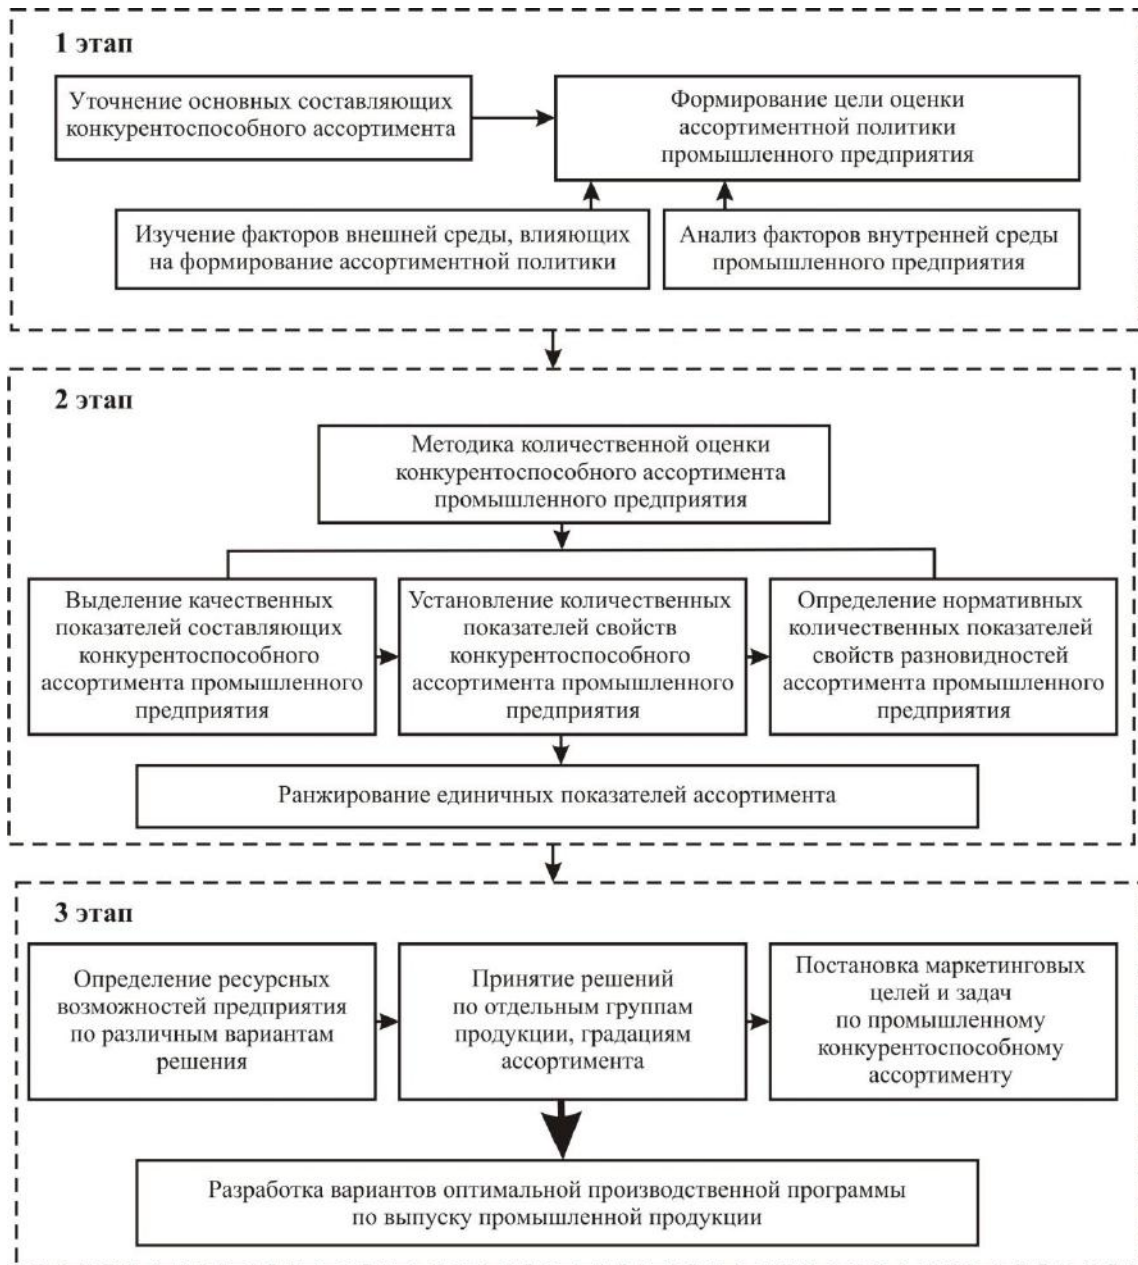 1 этап
Уточнение основных составляющих
конкурентоспособного ассортимента
Формирование цели оценки
ассортиментной политики
промышленного предприятия
Изучение факторов внешней среды, влияющих
на формирование ассортиментной политики
Анализ факторов внутренней среды
промышленного предприятия
2 этап
Методика количественной оценки
конкурентоспособного ассортимента
промышленного предприятия
Выделение качественных
показателей составляющих
конкурентоспособного
ассортимента промышленного
предприятия
Установление количественных
показателей свойств
конкурентоспособного
ассортимента промышленного
предприятия
Определение нормативных
количественных показателей
свойств разновидностей
ассортимента промышленного
предприятия
Ранжирование единичных показателей ассортимента
3 этап
Определение ресурсных
возможностей предприятия
по различным вариантам
решения
Принятие решений
по отдельным группам
продукции, градациям
ассортимента
Постановка маркетинговых
целей и задач
по промышленному
конкурентоспособному
ассортименту
Разработка вариантов оптимальной производственной программы
по выпуску промышленной продукции